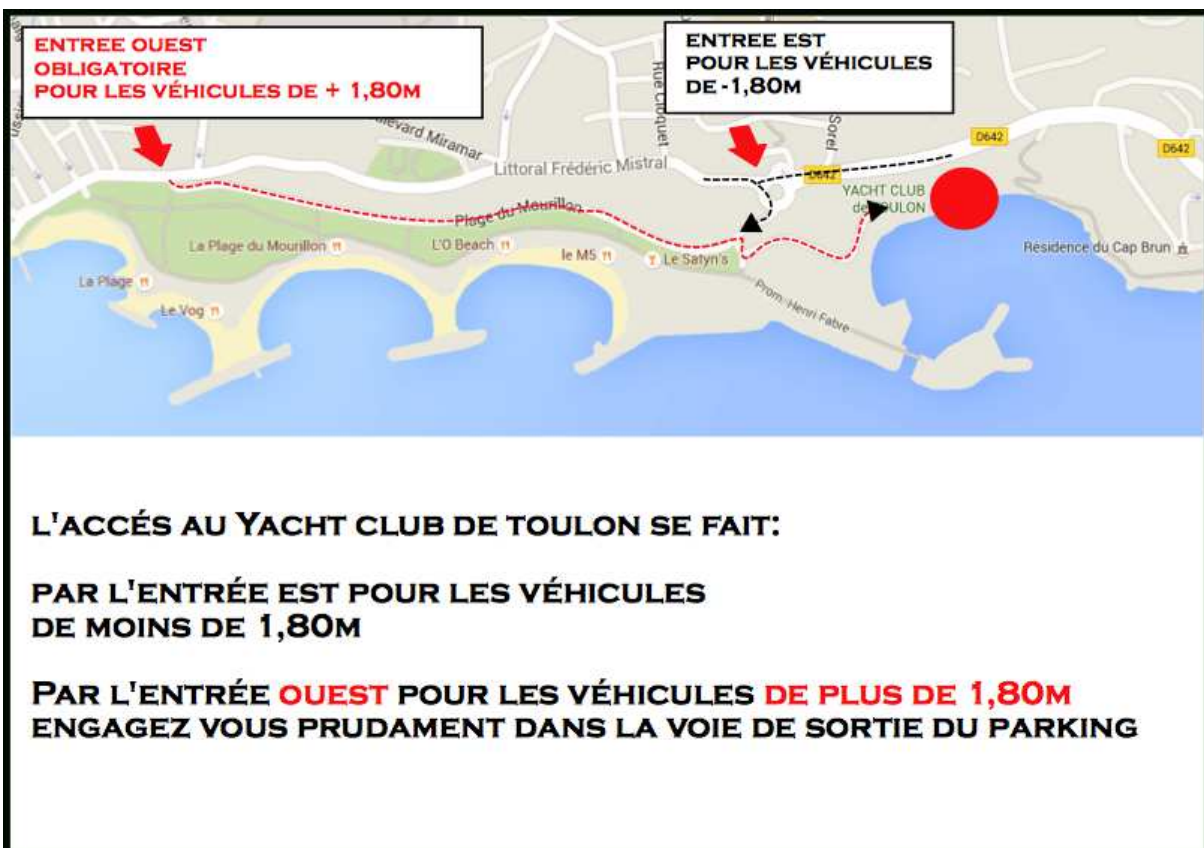 ENTREE OUEST
OBLIGATOIRE
POUR LES VÉHICULES DE + 1,80M
ENTREE EST
POUR LES VÉHICULES
DE -1,80M
Rue Cloquet
Sorel
Miramar
Littoral Frédéric Mistral
D642
D642
D642
YACHT CLUB
de TOULON
Plage du Mourillon
La Plage du Mourillon
L'O Beach
le M5
Le Satyn's
Résidence du Cap Brun
La Plage
Le Vog
Prom. Henri Fabre
L'ACCÉS AU YACHT CLUB DE TOULON SE FAIT:
PAR L'ENTRÉE EST POUR LES VÉHICULES
DE MOINS DE 1,80M
PAR L'ENTRÉE OUEST POUR LES VÉHICULES DE PLUS DE 1,80M
ENGAGEZ VOUS PRUDAMENT DANS LA VOIE DE SORTIE DU PARKING